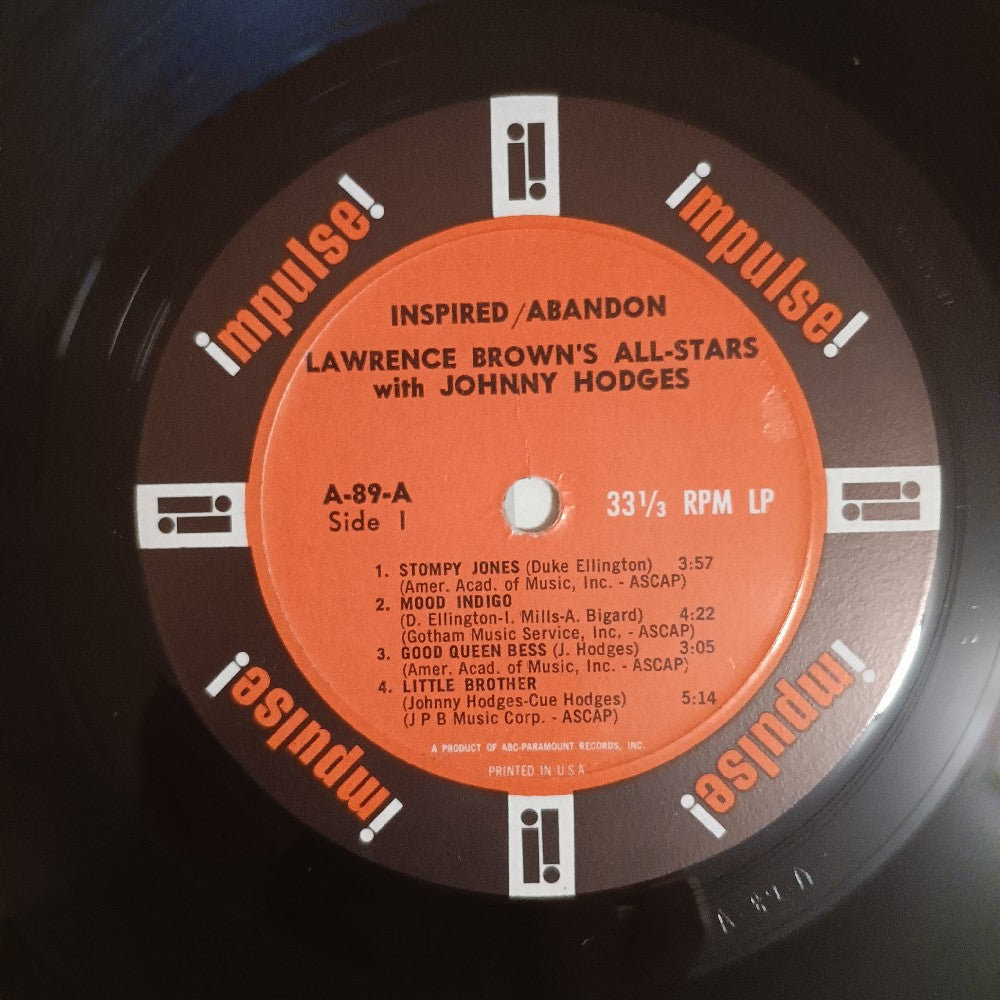 impulse!
impulse!
INSPIRED/ABANDON
LAWRENCE BROWN'S ALL-STARS
with JOHNNY HODGES
A-89-A
Side 1
33 1/3 RPM LP
1. STOMPY JONES (Duke Ellington) 3:57
(Amer. Acad. of Music, Inc. - ASCAP)
2. MOOD INDIGO
(D. Ellington-I. Mills-A. Bigard) 4:22
(Gotham Music Service, Inc. - ASCAP)
3. GOOD QUEEN BESS (J. Hodges) 3:05
(Amer. Acad. of Music, Inc. - ASCAP)
4. LITTLE BROTHER
(Johnny Hodges-Cue Hodges) 5:14
(J P B Music Corp. - ASCAP)
A PRODUCT OF ABC-PARAMOUNT RECORDS, INC.
PRINTED IN U S A
impulse!
impulse!